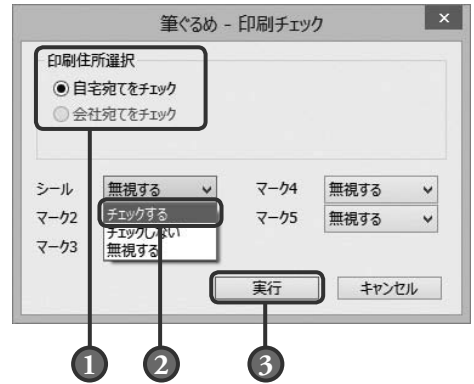 筆ぐるめ - 印刷チェック
×
印刷住所選択
自宅宛てをチェック
会社宛てをチェック
シール 無視する マーク4 無視する
マーク2 チェックする マーク5 無視する
チェックしない
マーク3 無視する
実行 キャンセル
1 2 3